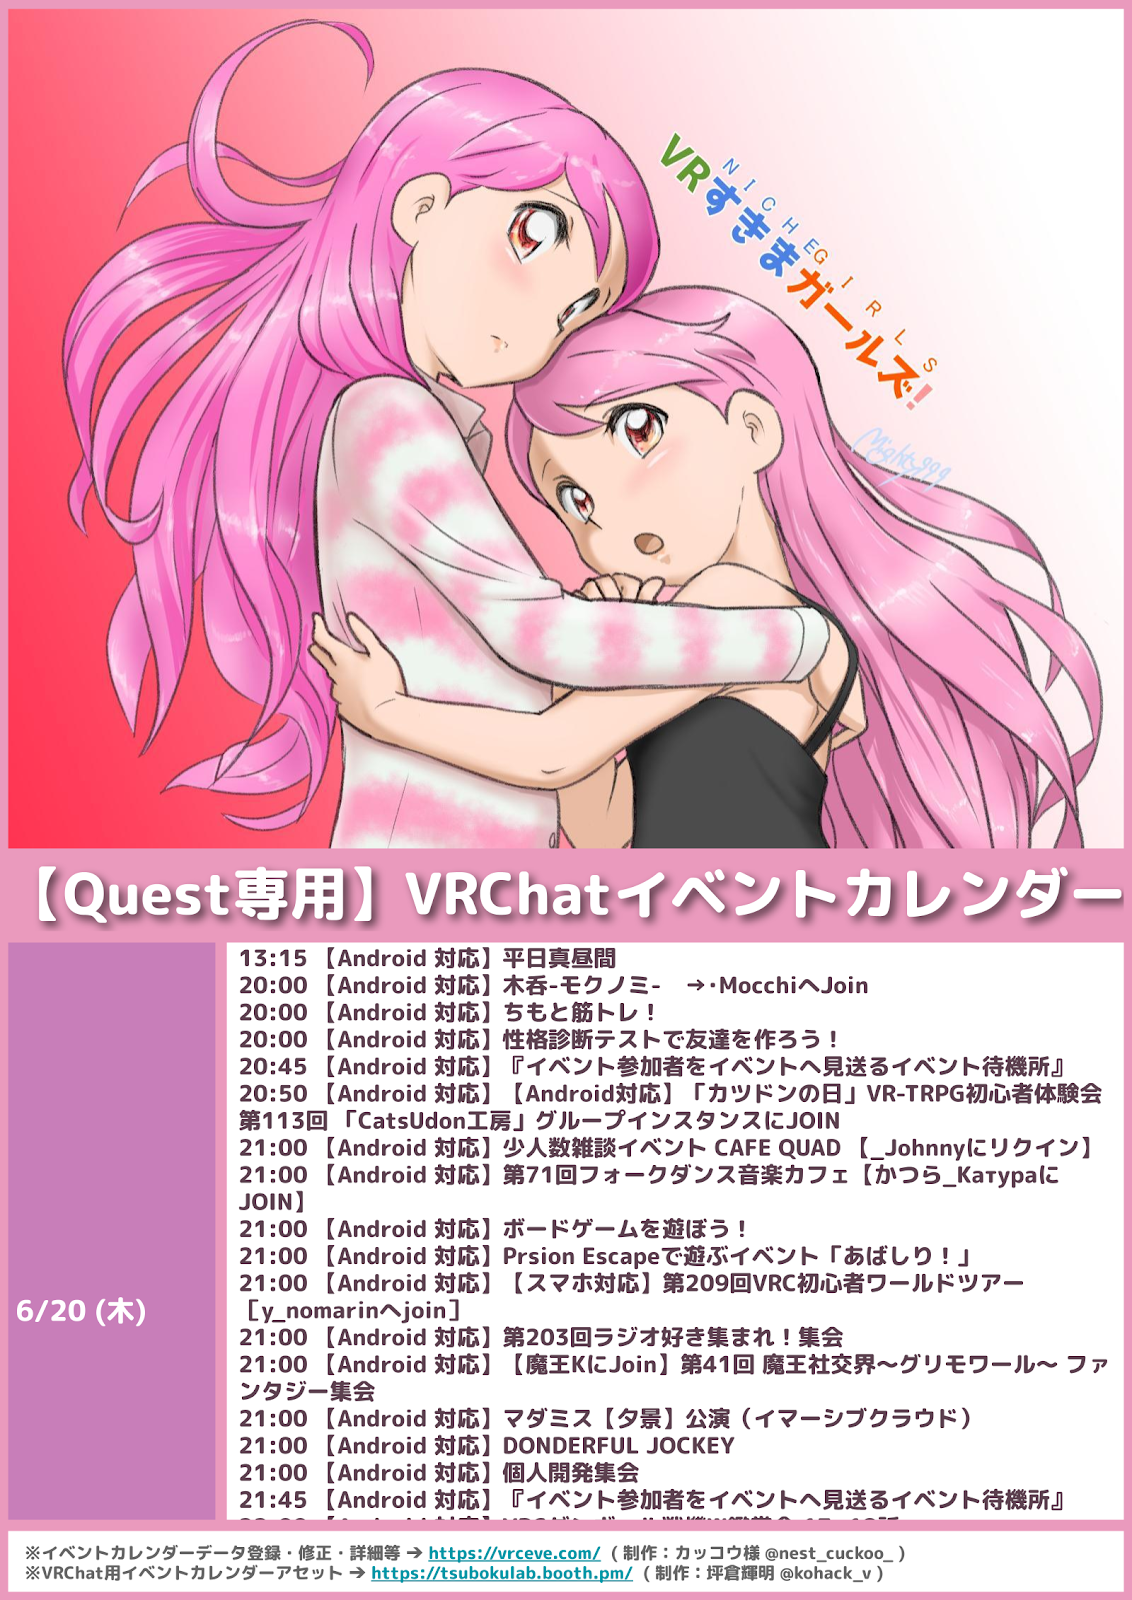 NICHE GIRLS
VRすきまガールズ!
Mighty999
【Quest専用】VRChatイベントカレンダー
6/20 (木)
13:15 【Android 対応】平日真昼間
20:00 【Android 対応】木呑-モクノミ-　→･MocchiへJoin
20:00 【Android 対応】ちもと筋トレ！
20:00 【Android 対応】性格診断テストで友達を作ろう！
20:45 【Android 対応】『イベント参加者をイベントへ見送るイベント待機所』
20:50 【Android 対応】【Android対応】「カツドンの日」VR-TRPG初心者体験会
第113回 「CatsUdon工房」グループインスタンスにJOIN
21:00 【Android 対応】少人数雑談イベント CAFE QUAD 【_Johnnyにリクイン】
21:00 【Android 対応】第71回フォークダンス音楽カフェ【かつら_Katypaに
JOIN】
21:00 【Android 対応】ボードゲームを遊ぼう！
21:00 【Android 対応】Prsion Escapeで遊ぶイベント「あばしり！」
21:00 【Android 対応】【スマホ対応】第209回VRC初心者ワールドツアー
［y_nomarinへjoin］
21:00 【Android 対応】第203回ラジオ好き集まれ！集会
21:00 【Android 対応】【魔王KにJoin】第41回 魔王社交界～グリモワール～ ファ
ンタジー集会
21:00 【Android 対応】マダミス【夕景】公演（イマーシブクラウド）
21:00 【Android 対応】DONDERFUL JOCKEY
21:00 【Android 対応】個人開発集会
21:45 【Android 対応】『イベント参加者をイベントへ見送るイベント待機所』
※イベントカレンダーデータ登録・修正・詳細等 → https://vrceve.com/ （制作：カッコウ様 @nest_cuckoo_ ）
※VRChat用イベントカレンダーアセット → https://tsubokulab.booth.pm/ （制作：坪倉輝明 @kohack_v ）